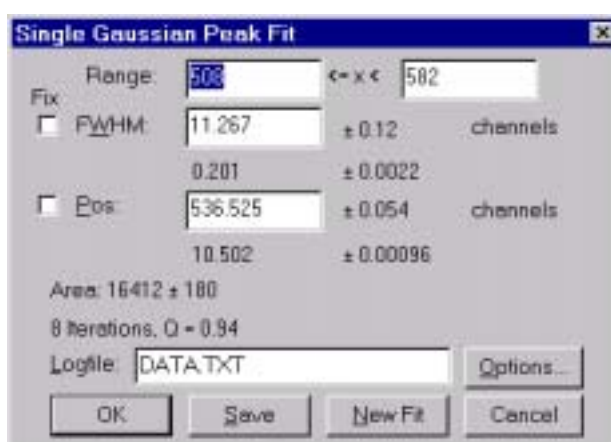 Single Gaussian Peak Fit
Range: 508 <= x < 582
Fix
FWHM: 11.267 ± 0.12 channels
0.201 ± 0.0022
Pos: 536.525 ± 0.054 channels
10.502 ± 0.00096
Area: 16412 ± 180
8 Iterations, Q = 0.94
Logfile: DATA.TXT
Options...
OK Save New Fit Cancel